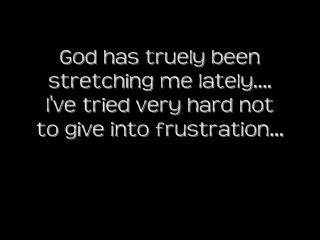 God has truely been
stretching me lately....
I've tried very hard not
to give into frustration...